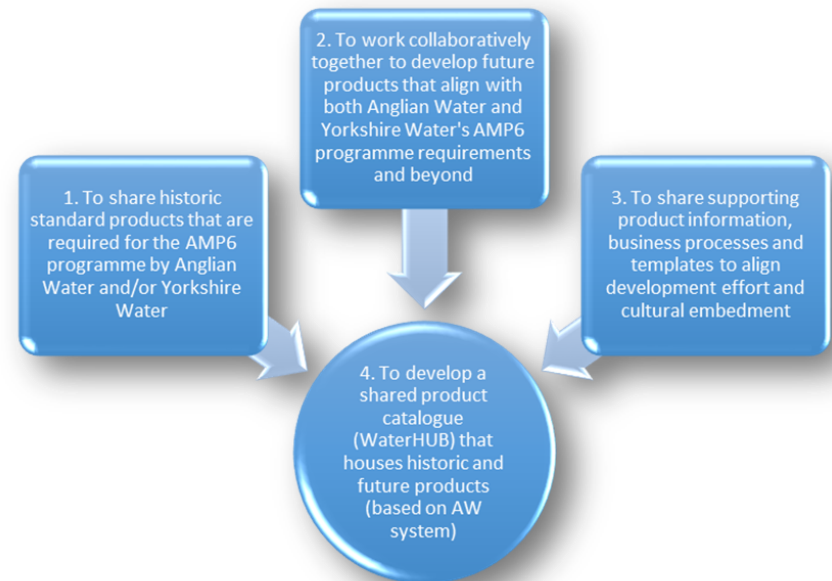 1. To share historic
standard products that are
required for the AMP6
programme by Anglian
Water and/or Yorkshire
Water
2. To work collaboratively
together to develop future
products that align with
both Anglian Water and
Yorkshire Water's AMP6
programme requirements
and beyond
3. To share supporting
product information,
business processes and
templates to align
development effort and
cultural embedment
4. To develop a
shared product
catalogue
(WaterHUB) that
houses historic and
future products
(based on AW
system)